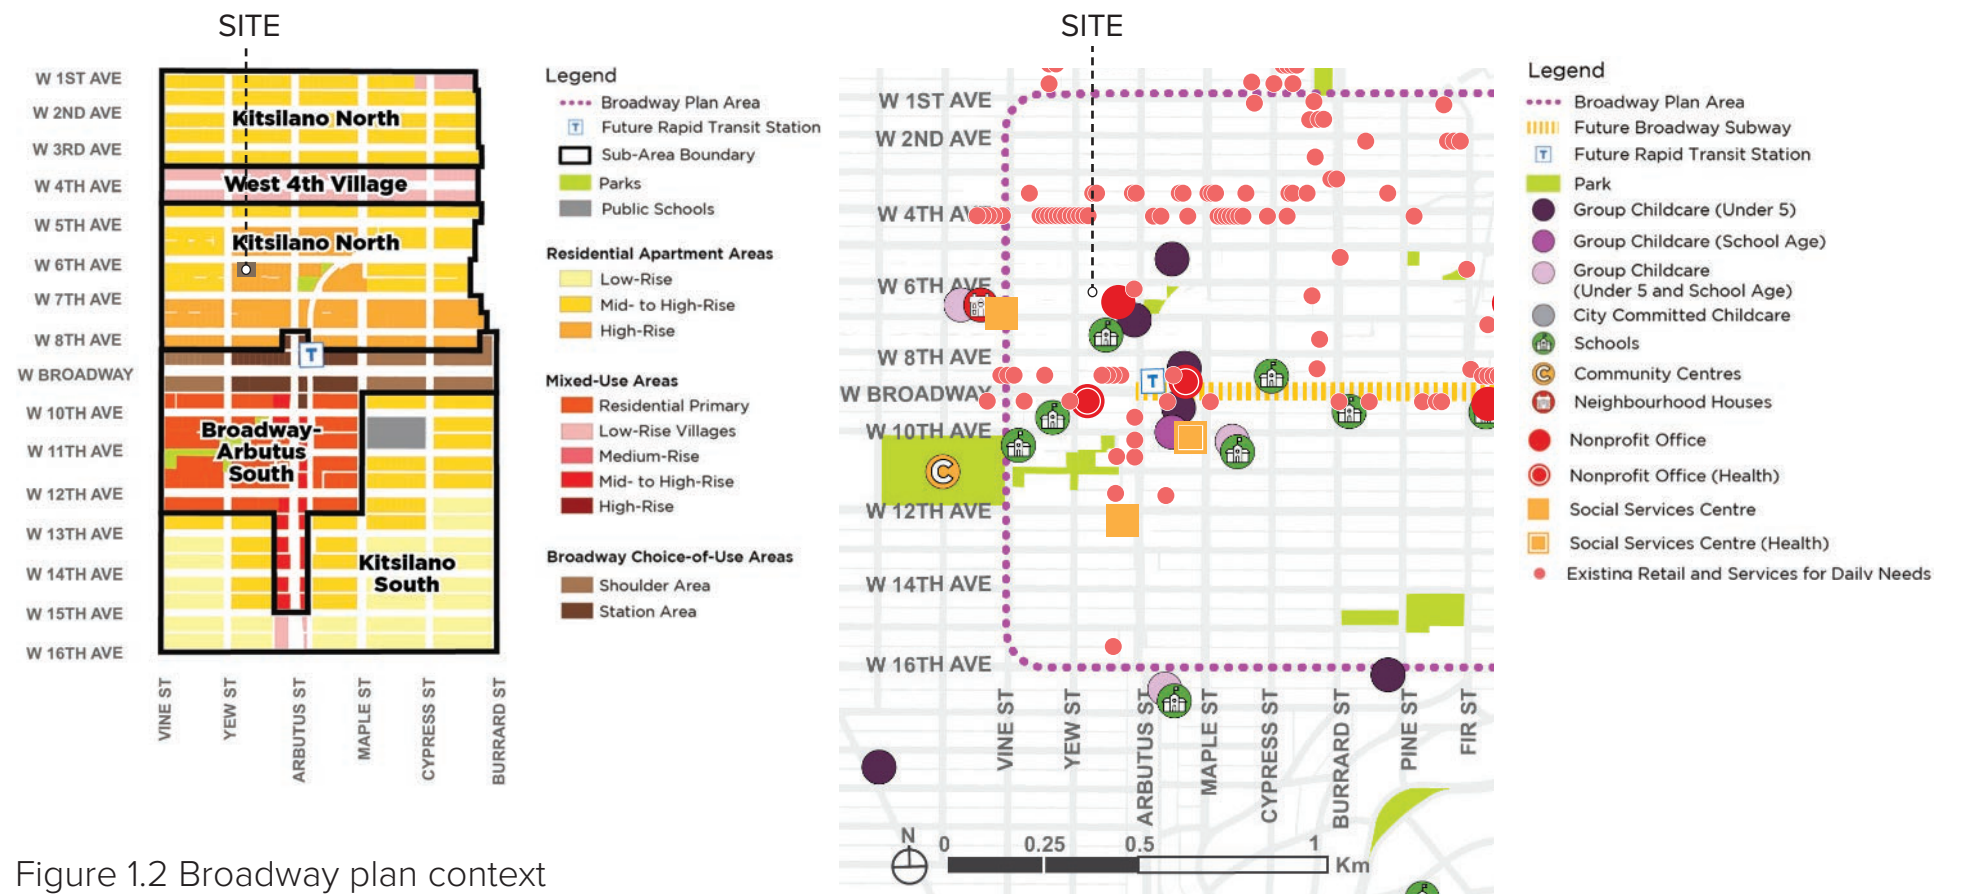 SITE
W 1ST AVE
W 2ND AVE
W 3RD AVE
W 4TH AVE
W 5TH AVE
W 6TH AVE
W 7TH AVE
W 8TH AVE
W BROADWAY
W 10TH AVE
W 11TH AVE
W 12TH AVE
W 13TH AVE
W 14TH AVE
W 15TH AVE
W 16TH AVE
Kitsilano North
West 4th Village
Kitsilano North
T
Broadway-
Arbutus
South
Kitsilano
South
VINE ST
YEW ST
ARBUTUS ST
MAPLE ST
CYPRESS ST
BURRARD ST
Legend
Broadway Plan Area
T Future Rapid Transit Station
Sub-Area Boundary
Parks
Public Schools
Residential Apartment Areas
Low-Rise
Mid- to High-Rise
High-Rise
Mixed-Use Areas
Residential Primary
Low-Rise Villages
Medium-Rise
Mid- to High-Rise
High-Rise
Broadway Choice-of-Use Areas
Shoulder Area
Station Area
Figure 1.2 Broadway plan context
SITE
W 1ST AVE
W 2ND AVE
W 4TH AVE
W 6TH AVE
W 8TH AVE
W BROADWAY
W 10TH AVE
W 12TH AVE
W 14TH AVE
W 16TH AVE
T
C
VINE ST
YEW ST
ARBUTUS ST
MAPLE ST
CYPRESS ST
BURRARD ST
PINE ST
FIR ST
N
0 0.25 0.5 1
Km
Legend
Broadway Plan Area
Future Broadway Subway
T Future Rapid Transit Station
Park
Group Childcare (Under 5)
Group Childcare (School Age)
Group Childcare
(Under 5 and School Age)
City Committed Childcare
Schools
C Community Centres
Neighbourhood Houses
Nonprofit Office
Nonprofit Office (Health)
Social Services Centre
Social Services Centre (Health)
Existing Retail and Services for Daily Needs